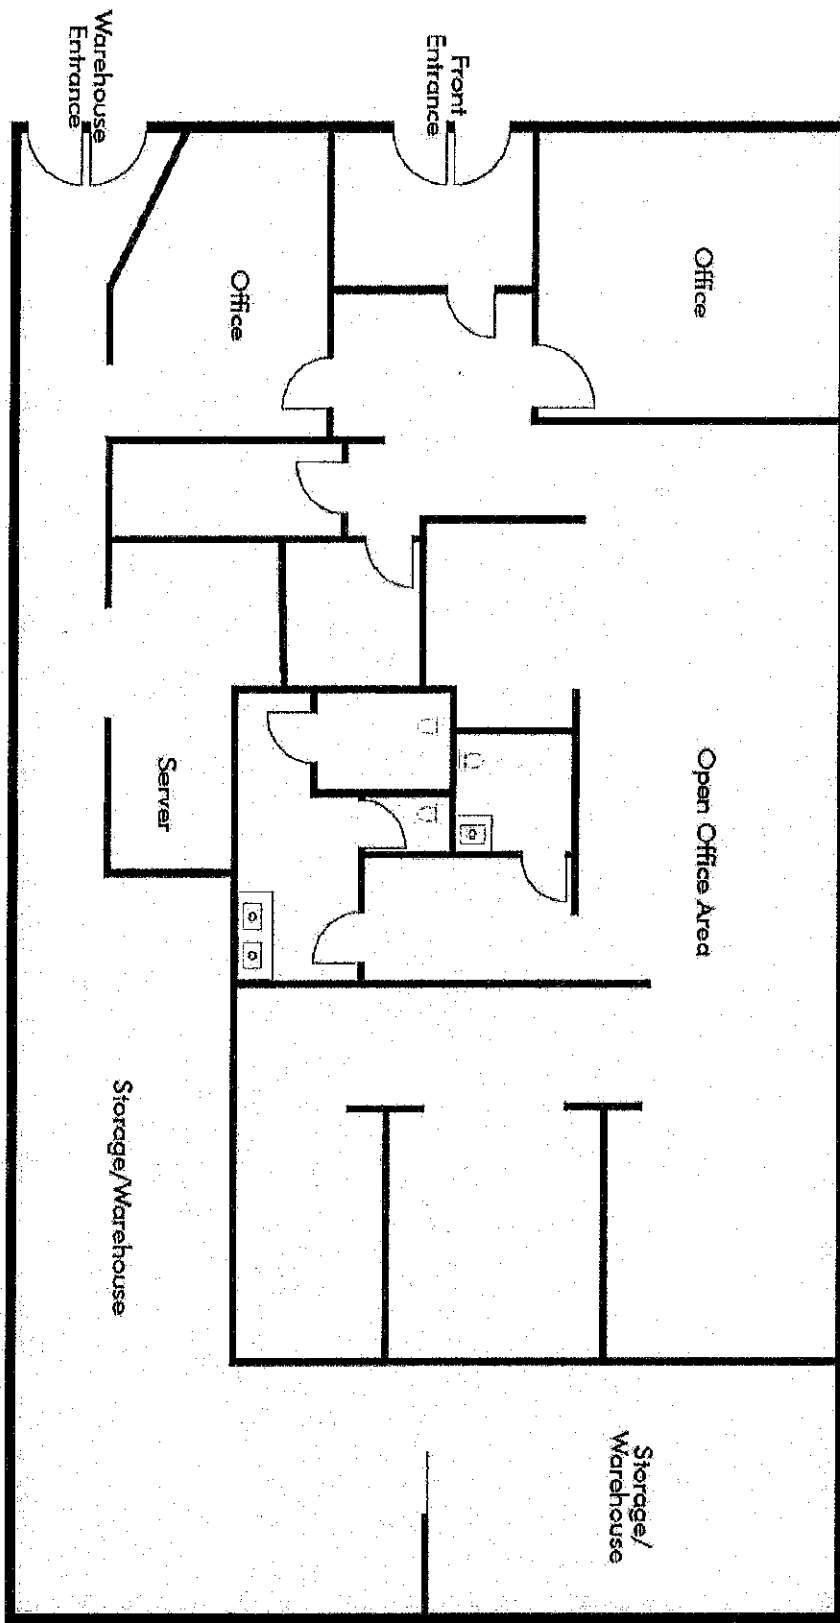 Warehouse
Entrance
Front
Entrance
Office
Office
Server
Open Office Area
Storage/Warehouse
Storage/
Warehouse